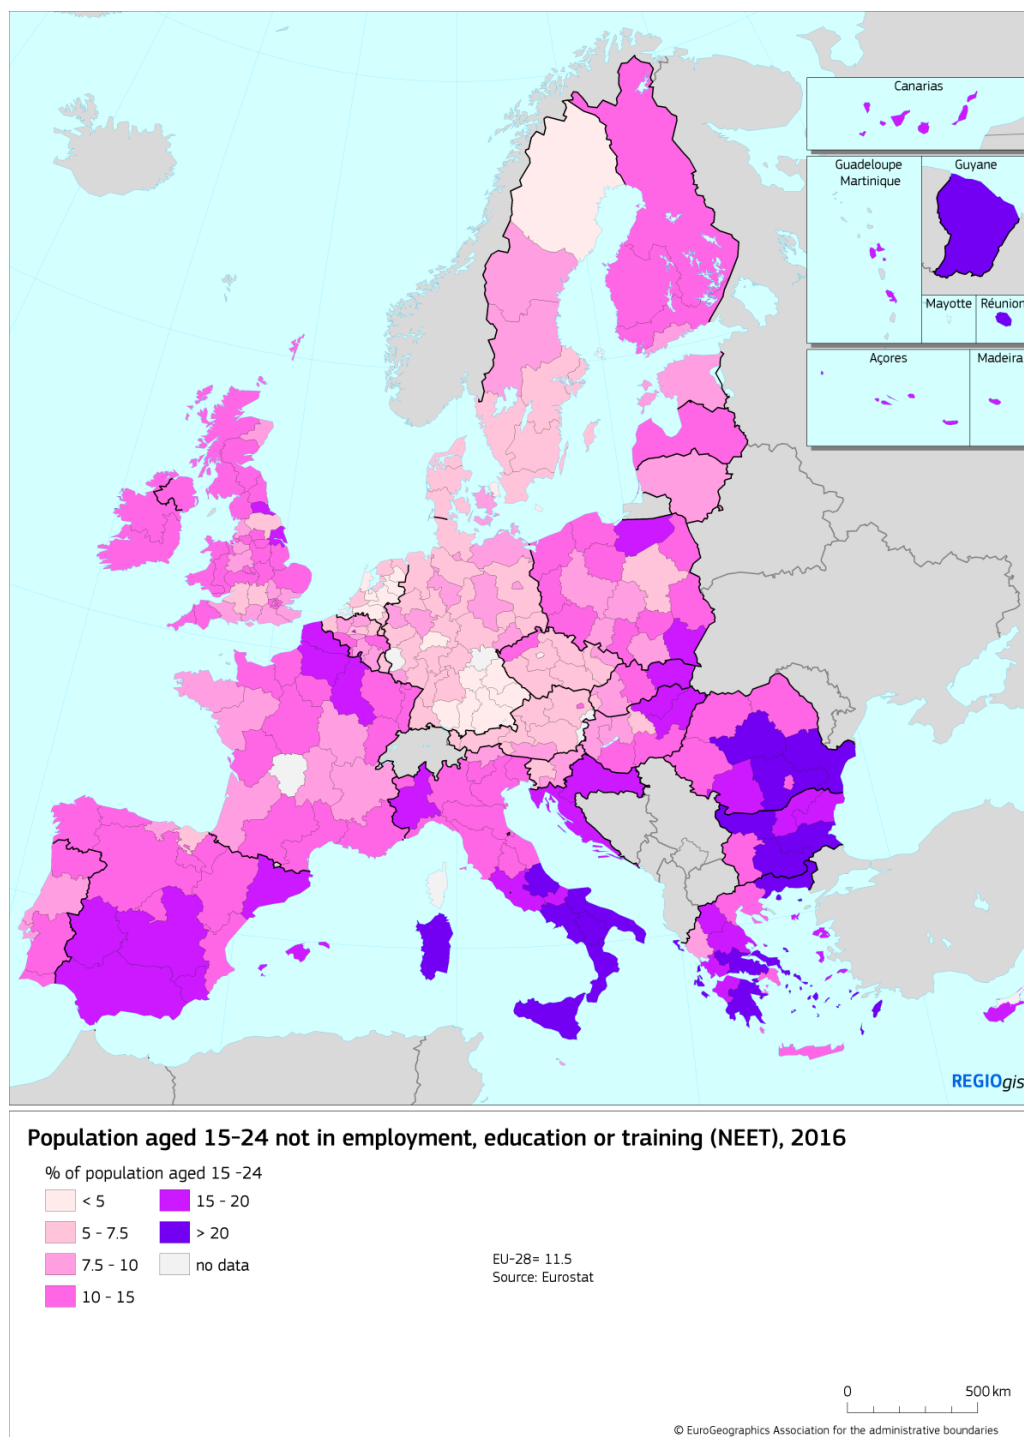 Canarias
Guadeloupe
Martinique
Guyane
Mayotte
Réunion
Açores
Madeira
REGIOgis
Population aged 15-24 not in employment, education or training (NEET), 2016
% of population aged 15 -24
< 5
5 - 7.5
7.5 - 10
10 - 15
15 - 20
> 20
no data
EU-28= 11.5
Source: Eurostat
0
500 km
© EuroGeographics Association for the administrative boundaries